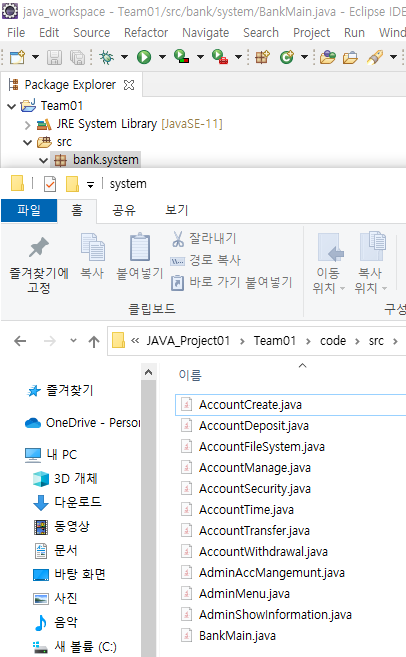 java_workspace - Team01/src/bank/system/BankMain.java - Eclipse IDE
File Edit Source Refactor Navigate Search Project Run Wind
Package Explorer
Team01
JRE System Library [JavaSE-11]
src
bank.system
system
파일 홈 공유 보기
즐겨찾기에 고정
복사
붙여넣기
잘라내기
경로 복사
바로 가기 붙여넣기
이동 위치
복사 위치
클립보드
구성
« JAVA_Project01 > Team01 > code > src >
이름
즐겨찾기
OneDrive - Person
내 PC
3D 개체
다운로드
동영상
문서
바탕 화면
사진
음악
새 볼륨 (C:)
AccountCreate.java
AccountDeposit.java
AccountFileSystem.java
AccountManage.java
AccountSecurity.java
AccountTime.java
AccountTransfer.java
AccountWithdrawal.java
AdminAccMangemunt.java
AdminMenu.java
AdminShowInformation.java
BankMain.java